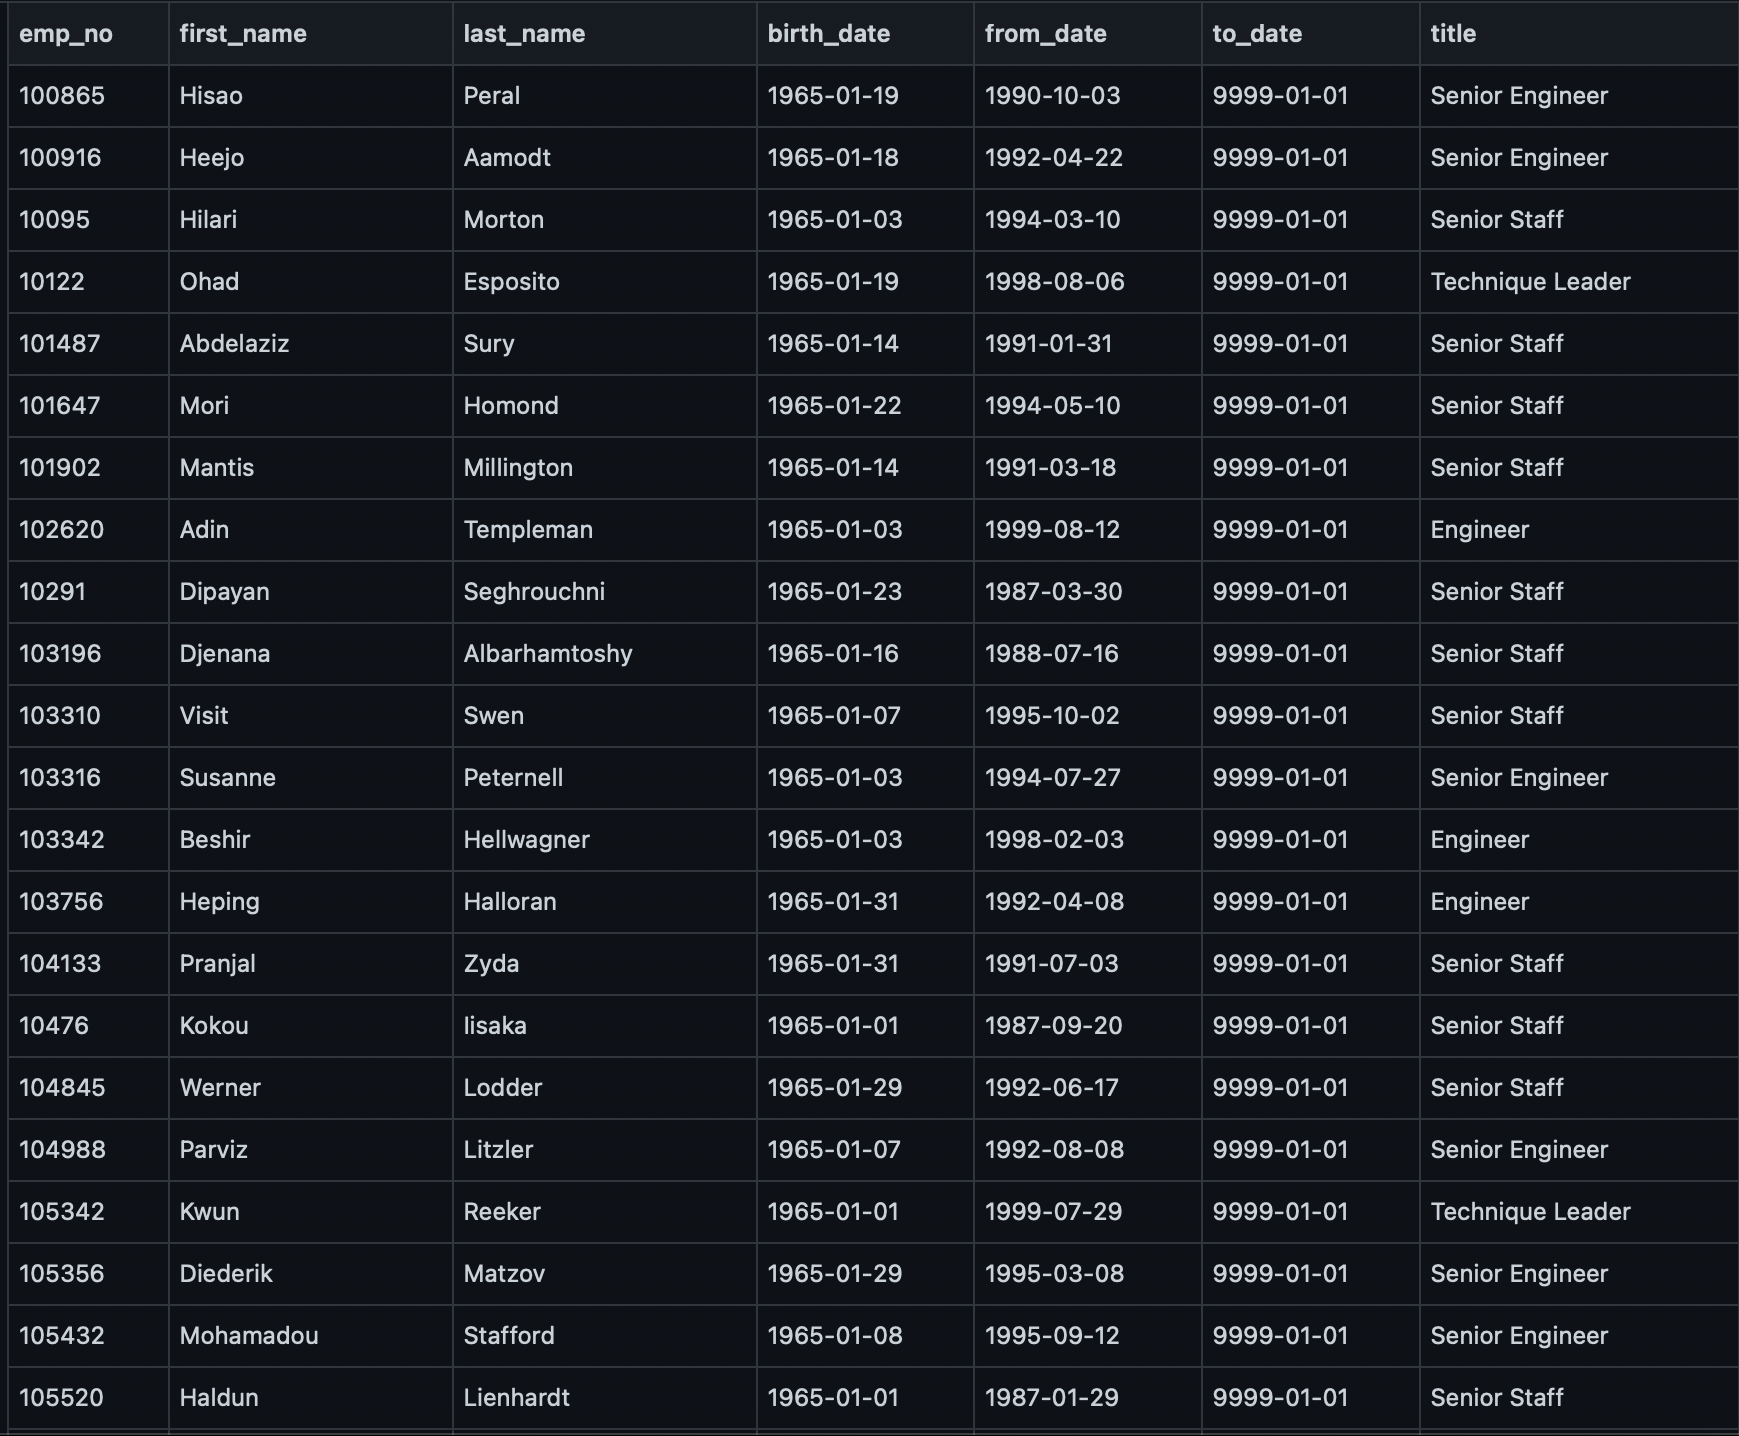 emp_no first_name last_name birth_date from_date to_date title
100865 Hisao Peral 1965-01-19 1990-10-03 9999-01-01 Senior Engineer
100916 Heejo Aamodt 1965-01-18 1992-04-22 9999-01-01 Senior Engineer
10095 Hilari Morton 1965-01-03 1994-03-10 9999-01-01 Senior Staff
10122 Ohad Esposito 1965-01-19 1998-08-06 9999-01-01 Technique Leader
101487 Abdelaziz Sury 1965-01-14 1991-01-31 9999-01-01 Senior Staff
101647 Mori Homond 1965-01-22 1994-05-10 9999-01-01 Senior Staff
101902 Mantis Millington 1965-01-14 1991-03-18 9999-01-01 Senior Staff
102620 Adin Templeman 1965-01-03 1999-08-12 9999-01-01 Engineer
10291 Dipayan Seghrouchni 1965-01-23 1987-03-30 9999-01-01 Senior Staff
103196 Djenana Albarhamtoshy 1965-01-16 1988-07-16 9999-01-01 Senior Staff
103310 Visit Swen 1965-01-07 1995-10-02 9999-01-01 Senior Staff
103316 Susanne Peternell 1965-01-03 1994-07-27 9999-01-01 Senior Engineer
103342 Beshir Hellwagner 1965-01-03 1998-02-03 9999-01-01 Engineer
103756 Heping Halloran 1965-01-31 1992-04-08 9999-01-01 Engineer
104133 Pranjal Zyda 1965-01-31 1991-07-03 9999-01-01 Senior Staff
10476 Kokou Iisaka 1965-01-01 1987-09-20 9999-01-01 Senior Staff
104845 Werner Lodder 1965-01-29 1992-06-17 9999-01-01 Senior Staff
104988 Parviz Litzler 1965-01-07 1992-08-08 9999-01-01 Senior Engineer
105342 Kwun Reeker 1965-01-01 1999-07-29 9999-01-01 Technique Leader
105356 Diederik Matzov 1965-01-29 1995-03-08 9999-01-01 Senior Engineer
105432 Mohamadou Stafford 1965-01-08 1995-09-12 9999-01-01 Senior Engineer
105520 Haldun Lienhardt 1965-01-01 1987-01-29 9999-01-01 Senior Staff